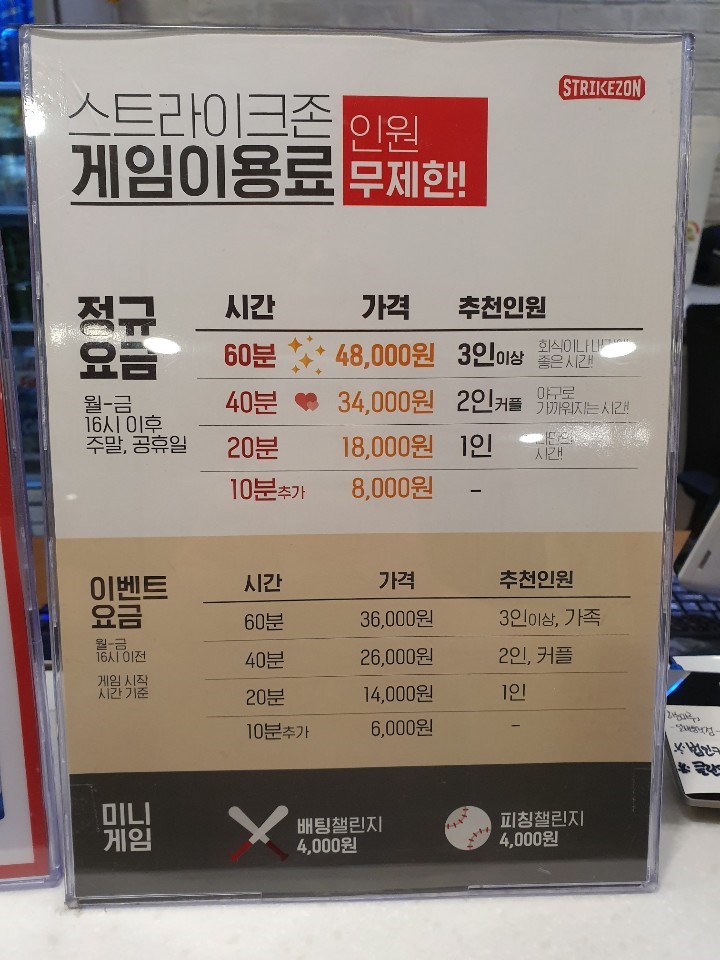 STRIKEZON
스트라이크존
게임이용료
인원
무제한!
정규
요금
월-금
16시 이후
주말, 공휴일
시간 가격 추천인원
60분 48,000원 3인이상 회식이나
좋은 시간!
40분 34,000원 2인커플 야구로
가까워지는 시간!
20분 18,000원 1인
시간!
10분추가 8,000원 -
이벤트
요금
월-금
16시 이전
게임 시작
시간 기준
시간 가격 추천인원
60분 36,000원 3인이상, 가족
40분 26,000원 2인, 커플
20분 14,000원 1인
10분추가 6,000원 -
미니
게임
배팅챌린지
4,000원
피칭챌린지
4,000원